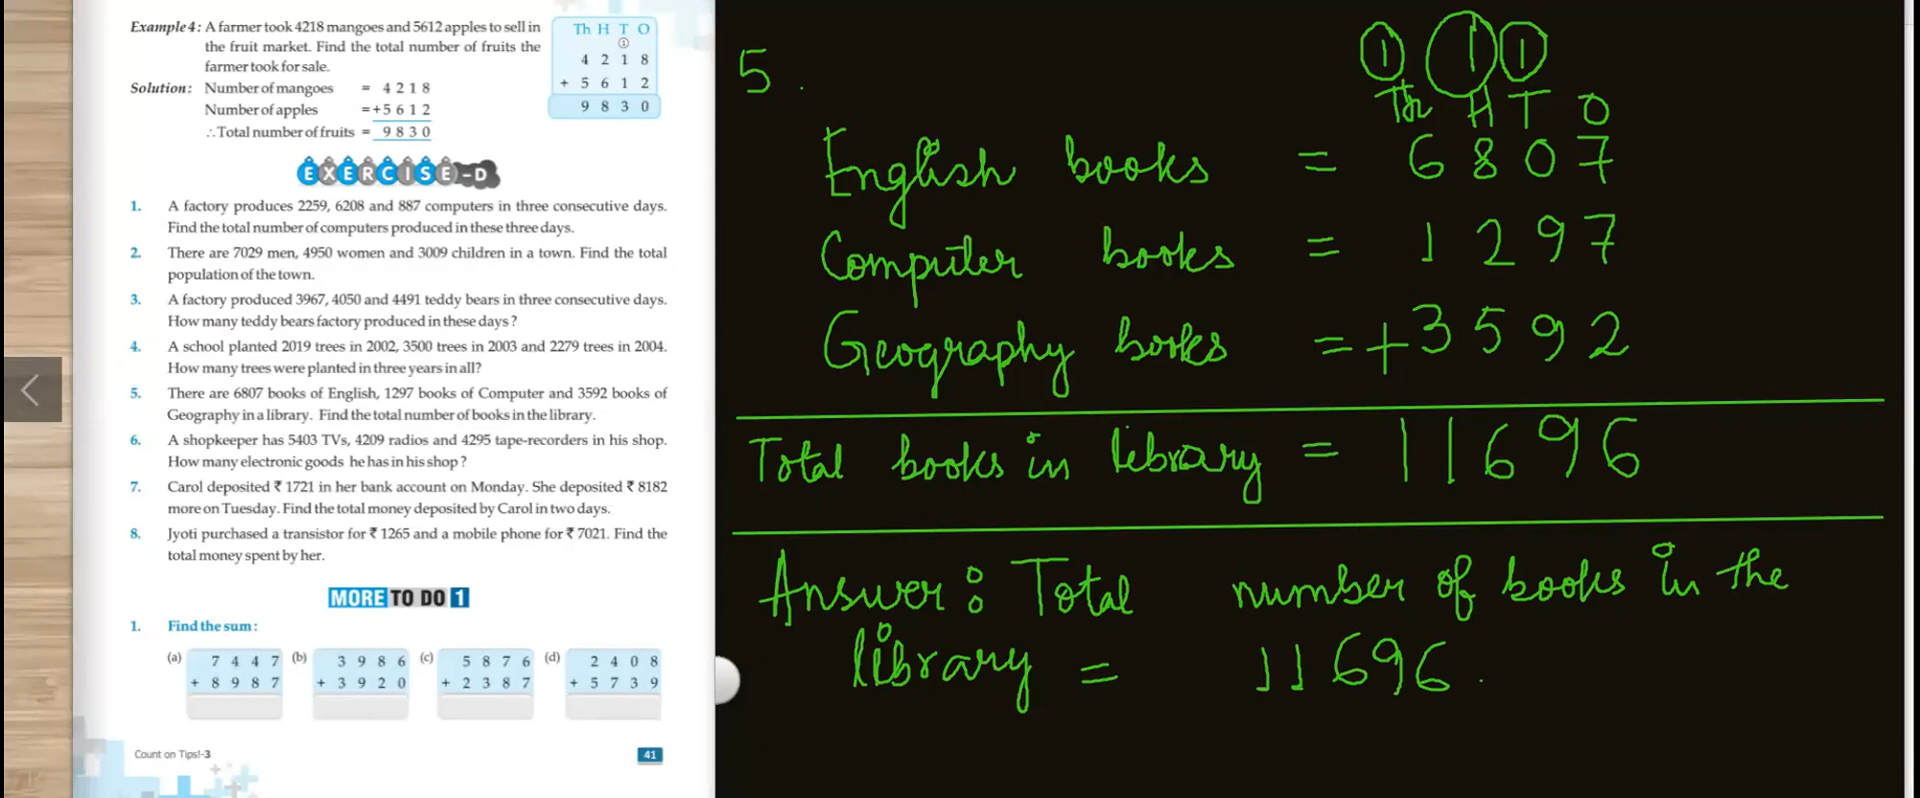 Example 4: A farmer took 4218 mangoes and 5612 apples to sell in
the fruit market. Find the total number of fruits the
farmer took for sale.
Solution: Number of mangoes = 4 2 1 8
Number of apples =+5 6 1 2
∴ Total number of fruits = 9 8 3 0
Th H T O
①
4 2 1 8
+ 5 6 1 2
9 8 3 0
EXERCISE-D
1. A factory produces 2259, 6208 and 887 computers in three consecutive days.
Find the total number of computers produced in these three days.
2. There are 7029 men, 4950 women and 3009 children in a town. Find the total
population of the town.
3. A factory produced 3967, 4050 and 4491 teddy bears in three consecutive days.
How many teddy bears factory produced in these days ?
4. A school planted 2019 trees in 2002, 3500 trees in 2003 and 2279 trees in 2004.
How many trees were planted in three years in all?
5. There are 6807 books of English, 1297 books of Computer and 3592 books of
Geography in a library. Find the total number of books in the library.
6. A shopkeeper has 5403 TVs, 4209 radios and 4295 tape-recorders in his shop.
How many electronic goods he has in his shop ?
7. Carol deposited ₹ 1721 in her bank account on Monday. She deposited ₹ 8182
more on Tuesday. Find the total money deposited by Carol in two days.
8. Jyoti purchased a transistor for ₹ 1265 and a mobile phone for ₹ 7021. Find the
total money spent by her.
MORE TO DO 1
1. Find the sum :
(a) 7 4 4 7 (b) 3 9 8 6 (c) 5 8 7 6 (d) 2 4 0 8
+ 8 9 8 7 + 3 9 2 0 + 2 3 8 7 + 5 7 3 9
Count on Tips!-3
41
5.
① ① ①
Th H T O
English books = 6 8 0 7
Computer books = 1 2 9 7
Geography books = + 3 5 9 2
Total books in library = 1 1 6 9 6
Answer: Total number of books in the
library = 11696.